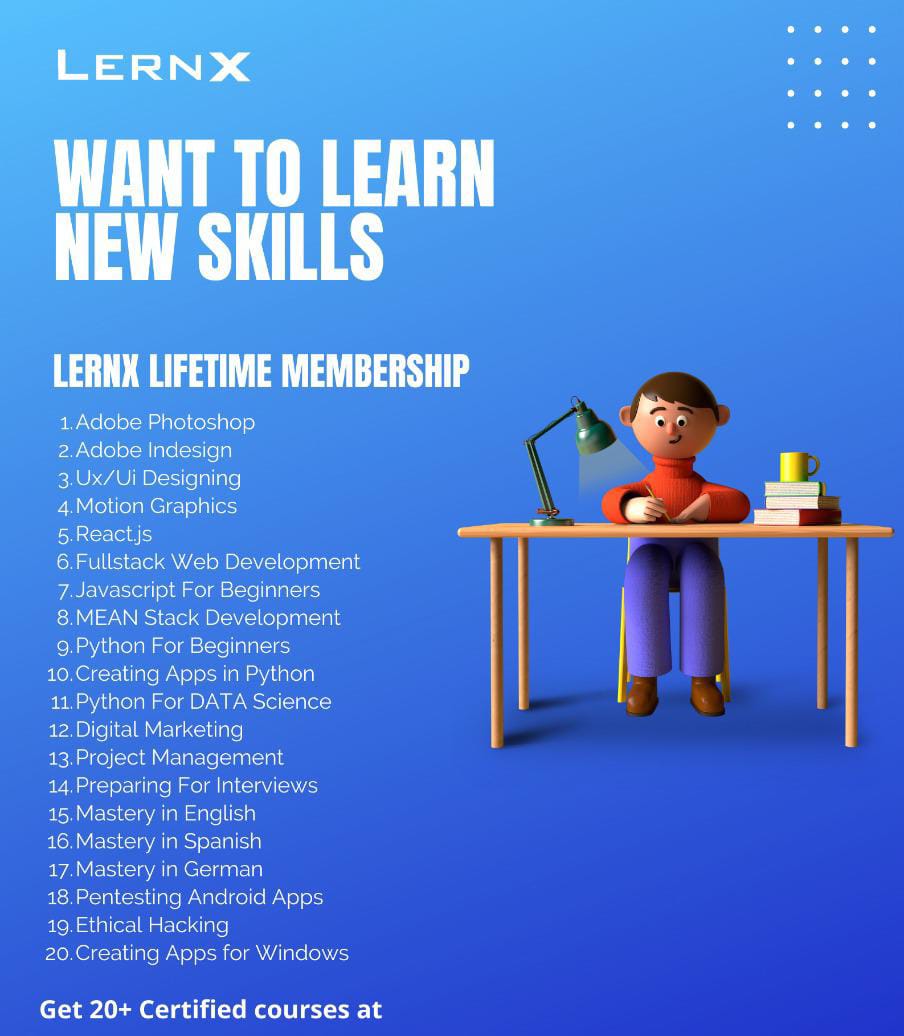 LERNX
WANT TO LEARN
NEW SKILLS
LERNX LIFETIME MEMBERSHIP
1. Adobe Photoshop
2. Adobe Indesign
3. Ux/Ui Designing
4. Motion Graphics
5. React.js
6. Fullstack Web Development
7. Javascript For Beginners
8. MEAN Stack Development
9. Python For Beginners
10. Creating Apps in Python
11. Python For DATA Science
12. Digital Marketing
13. Project Management
14. Preparing For Interviews
15. Mastery in English
16. Mastery in Spanish
17. Mastery in German
18. Pentesting Android Apps
19. Ethical Hacking
20. Creating Apps for Windows
Get 20+ Certified courses at